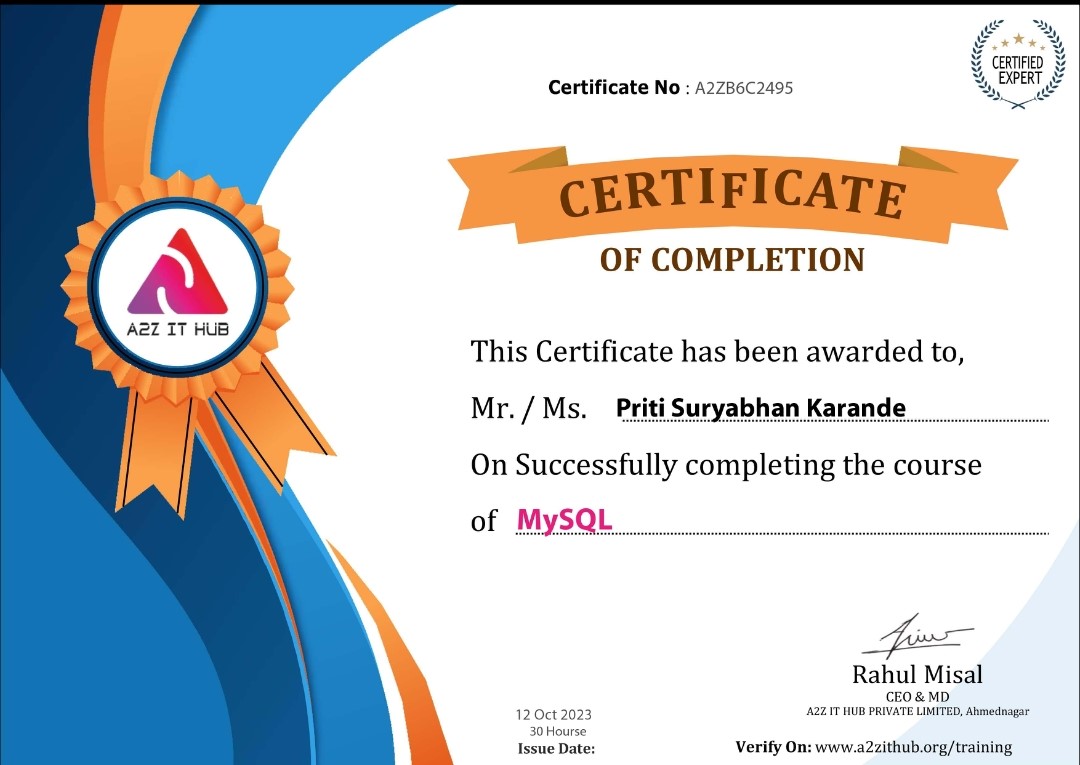 CERTIFIED
EXPERT
Certificate No : A2ZB6C2495
CERTIFICATE
OF COMPLETION
A2Z IT HUB
This Certificate has been awarded to,
Mr. / Ms. Priti Suryabhan Karande
On Successfully completing the course
of MySQL
Rahul Misal
CEO & MD
A2Z IT HUB PRIVATE LIMITED, Ahmednagar
12 Oct 2023
30 Hourse
Issue Date:
Verify On: www.a2zithub.org/training